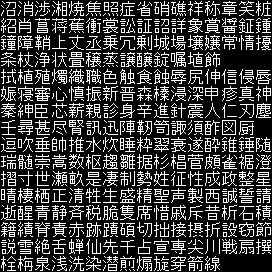 沼消渉湘焼焦照症省硝礁祥称章笑粧
紹肖菖蒋蕉衝裳訟証詔詳象賞醤鉦鍾
鐘障鞘上丈丞乗冗剰城場壌嬢常情擾
条杖浄状畳穣蒸譲醸錠嘱埴飾
拭植殖燭織職色触食蝕辱尻伸信侵唇
娠寝審心慎振新晋森榛浸深申疹真神
秦紳臣芯薪親診身辛進針震人仁刃塵
壬尋甚尽腎訊迅陣靭笥諏須酢図厨
逗吹垂帥推水炊睡粋翠衰遂酔錐錘随
瑞髄崇嵩数枢趨雛据杉椙菅頗雀裾澄
摺寸世瀬畝是凄制勢姓征性成政整星
晴棲栖正清牲生盛精聖声製西誠誓請
逝醒青静斉税脆隻席惜戚斥昔析石積
籍績脊責赤跡蹟碩切拙接摂折設窃節
説雪絶舌蝉仙先千占宣専尖川戦扇撰
栓栴泉浅洗染潜煎煽旋穿箭線